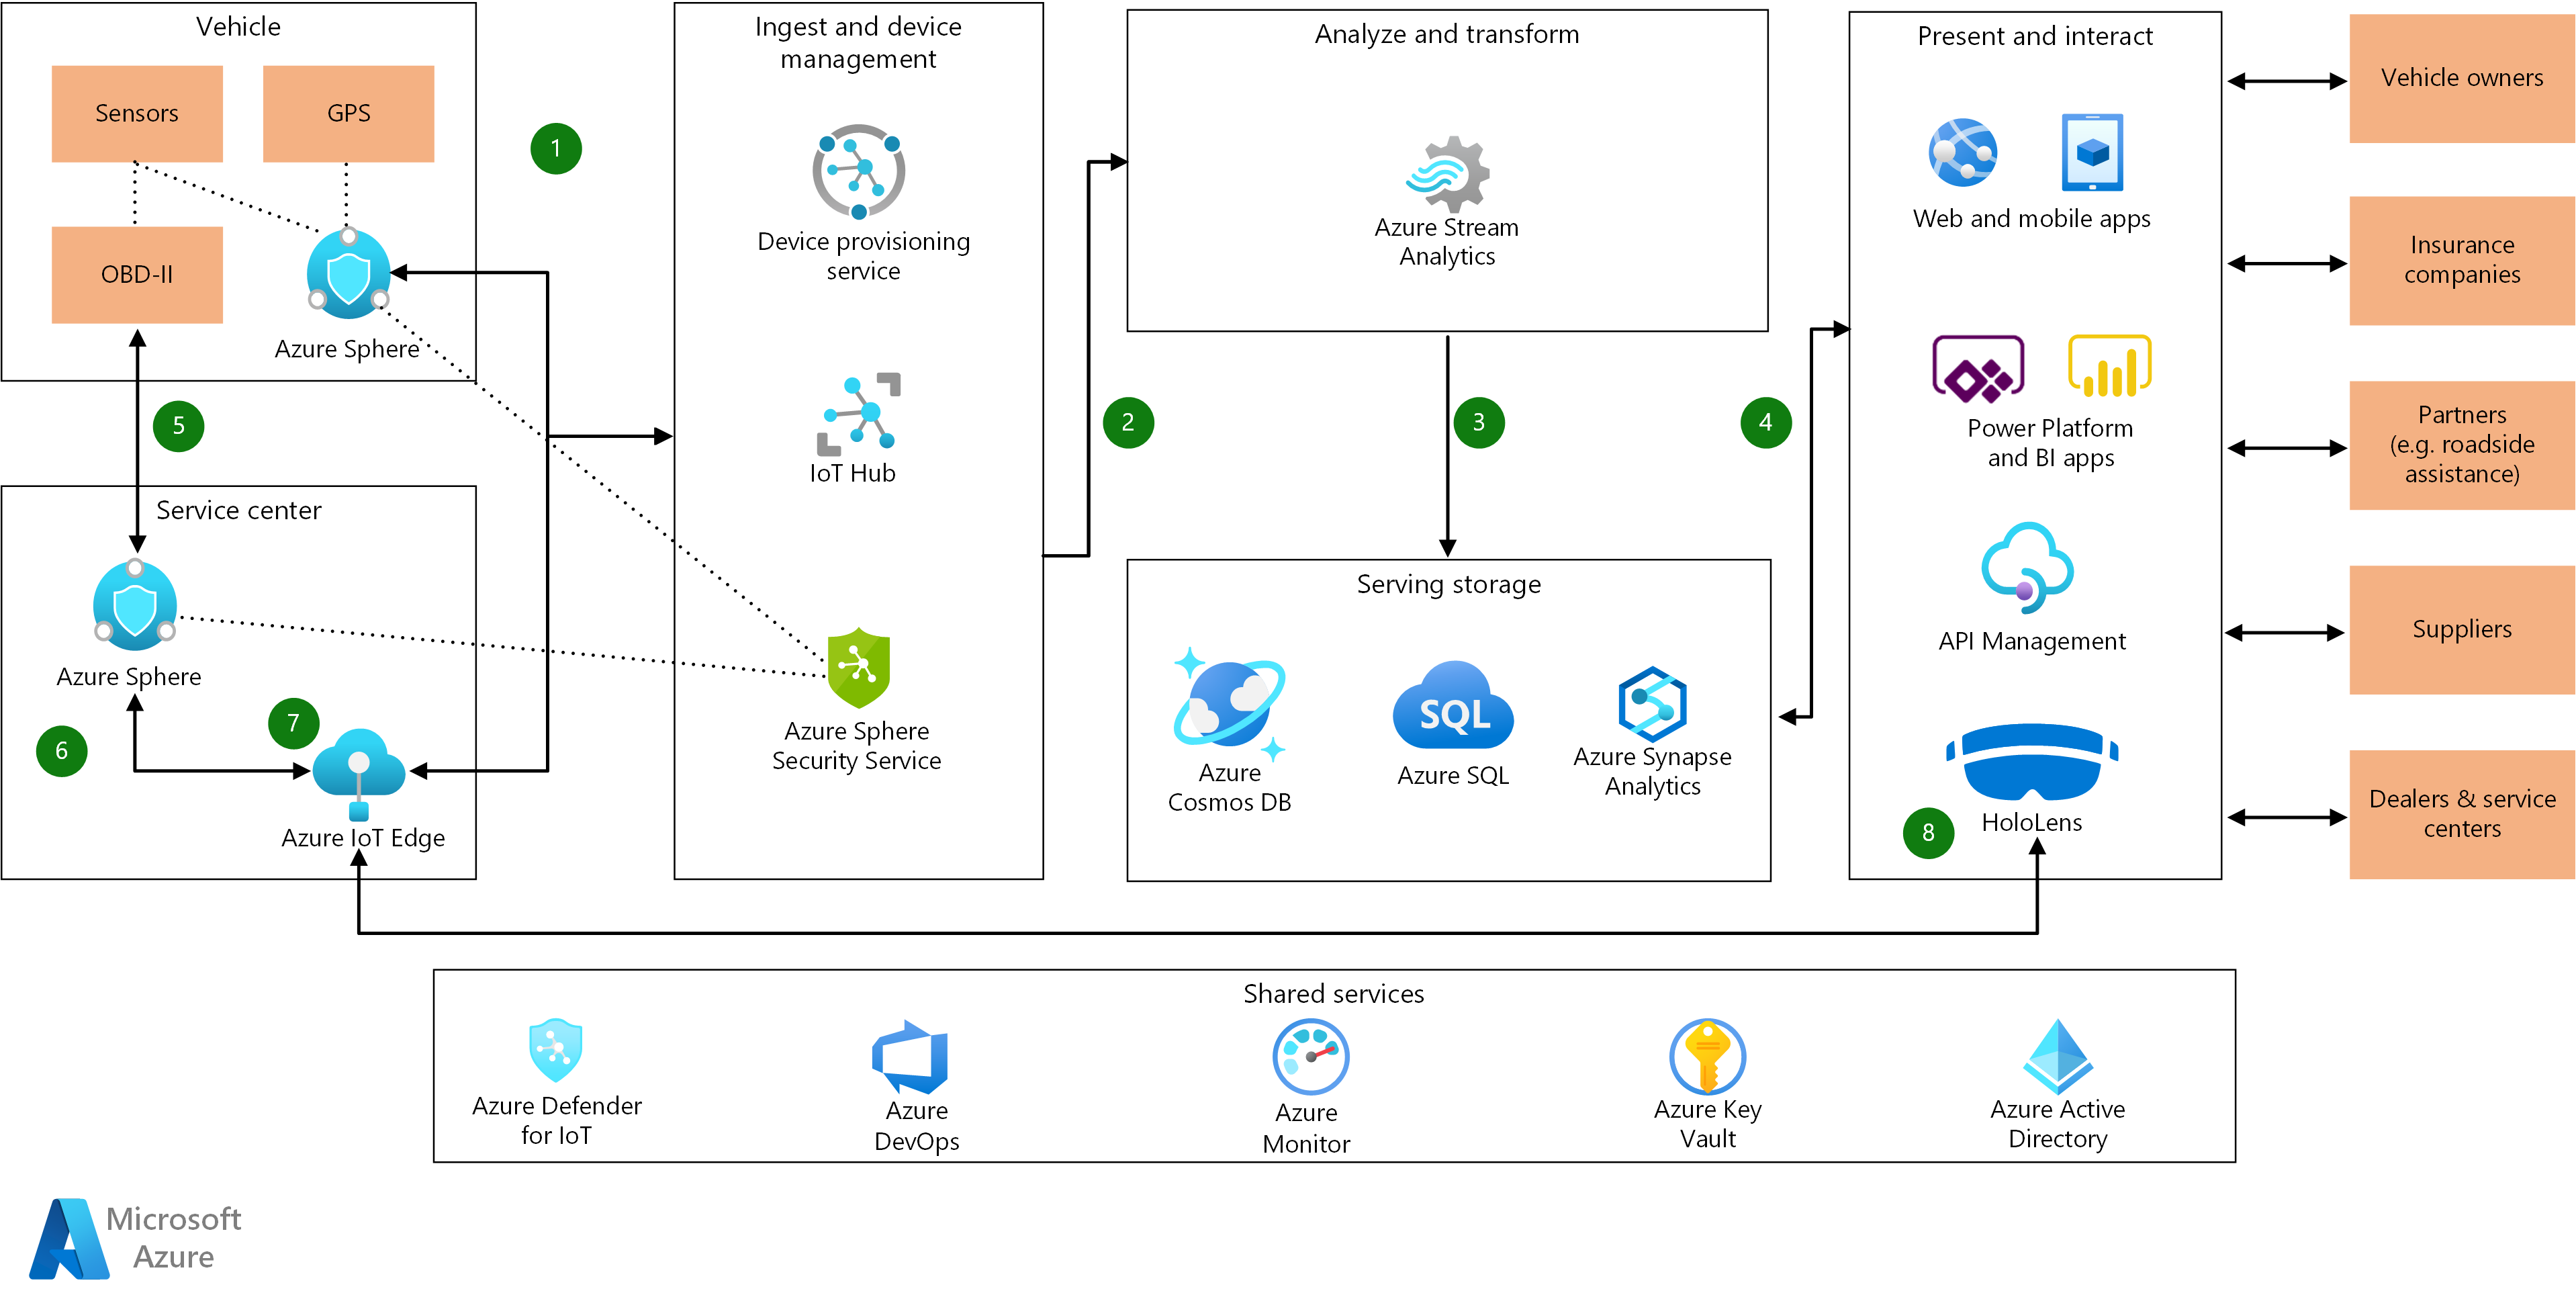 Vehicle
Sensors
GPS
OBD-II
Azure Sphere
1
5
Service center
Azure Sphere
6
7
Azure IoT Edge
Ingest and device
management
Device provisioning
service
IoT Hub
Azure Sphere
Security Service
2
Analyze and transform
Azure Stream
Analytics
3
4
Serving storage
Azure
Cosmos DB
SQL
Azure SQL
Azure Synapse
Analytics
Present and interact
Web and mobile apps
Power Platform
and BI apps
API Management
8
HoloLens
Vehicle owners
Insurance
companies
Partners
(e.g. roadside
assistance)
Suppliers
Dealers & service
centers
Shared services
Azure Defender
for IoT
Azure
DevOps
Azure
Monitor
Azure Key
Vault
Azure Active
Directory
Microsoft
Azure